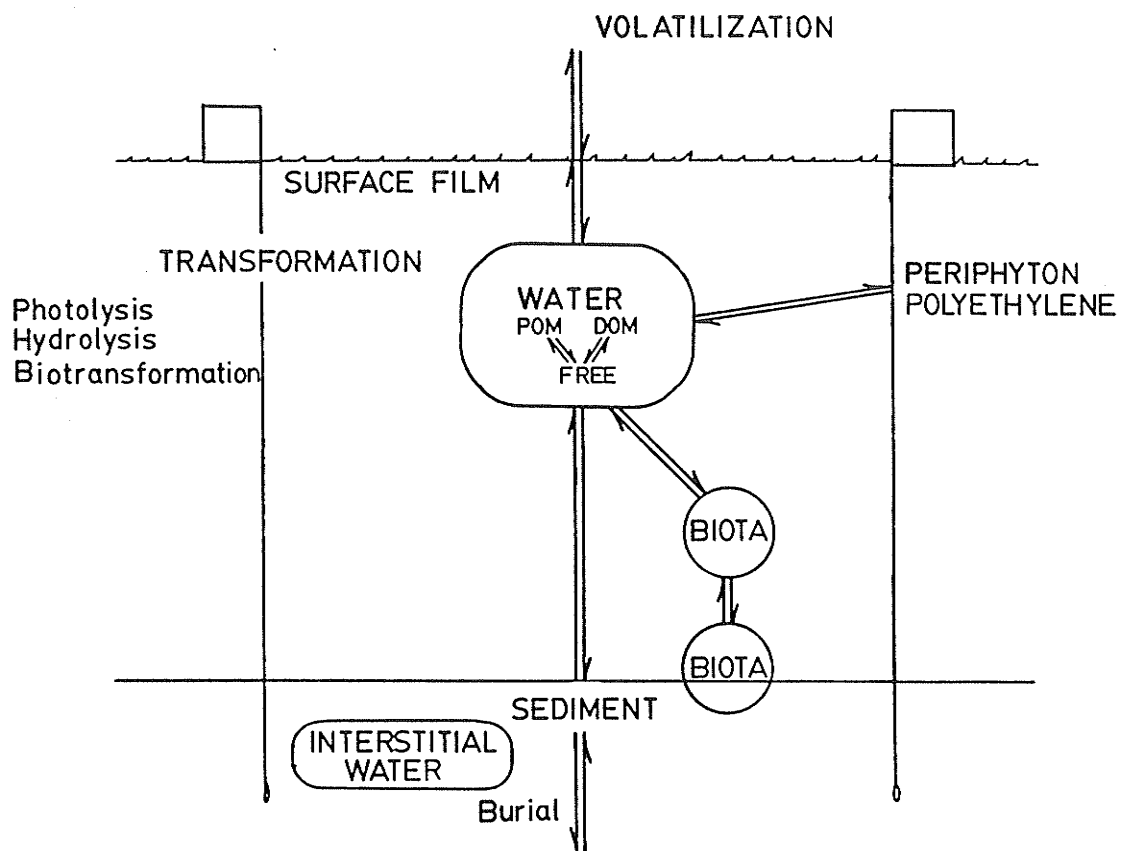 VOLATILIZATION
SURFACE FILM
TRANSFORMATION
Photolysis
Hydrolysis
Biotransformation
WATER
POM DOM
FREE
PERIPHYTON
POLYETHYLENE
BIOTA
BIOTA
SEDIMENT
INTERSTITIAL
WATER
Burial